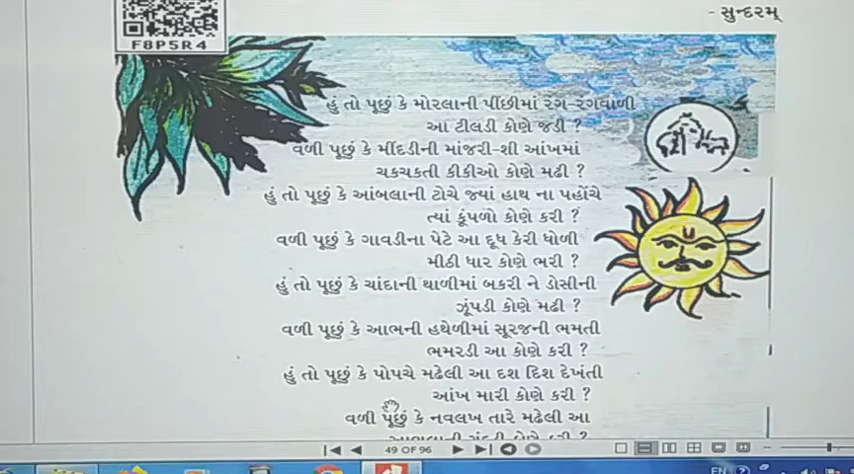 - સુન્દરમ્
F8P5R4
હું તો પૂછું કે મોરલાની પીંછીમાં રંગ-રંગવાળી
આ ટીલડી કોણે જડી ?
વળી પૂછું કે મીંદડીની માંજરી-શી આંખમાં
ચકચકતી કીકીઓ કોણે મઢી ?
હું તો પૂછું કે આંબલાની ટોચે જ્યાં હાથ ના પહોંચે
ત્યાં કૂંપળો કોણે કરી ?
વળી પૂછું કે ગાવડીના પેટે આ દૂધ કેરી ધોળી
મીઠી ધાર કોણે ભરી ?
હું તો પૂછું કે ચાંદાની થાળીમાં બકરી ને ડોસીની
ઝૂંપડી કોણે મઢી ?
વળી પૂછું કે આભની હથેળીમાં સૂરજની ભમતી
ભમરડી આ કોણે કરી ?
હું તો પૂછું કે પોપચે મઢેલી આ દશ દિશ દેખંતી
આંખ મારી કોણે કરી ?
વળી પૂછું કે નવલખ તારે મઢેલી આ
49 OF 96
EN